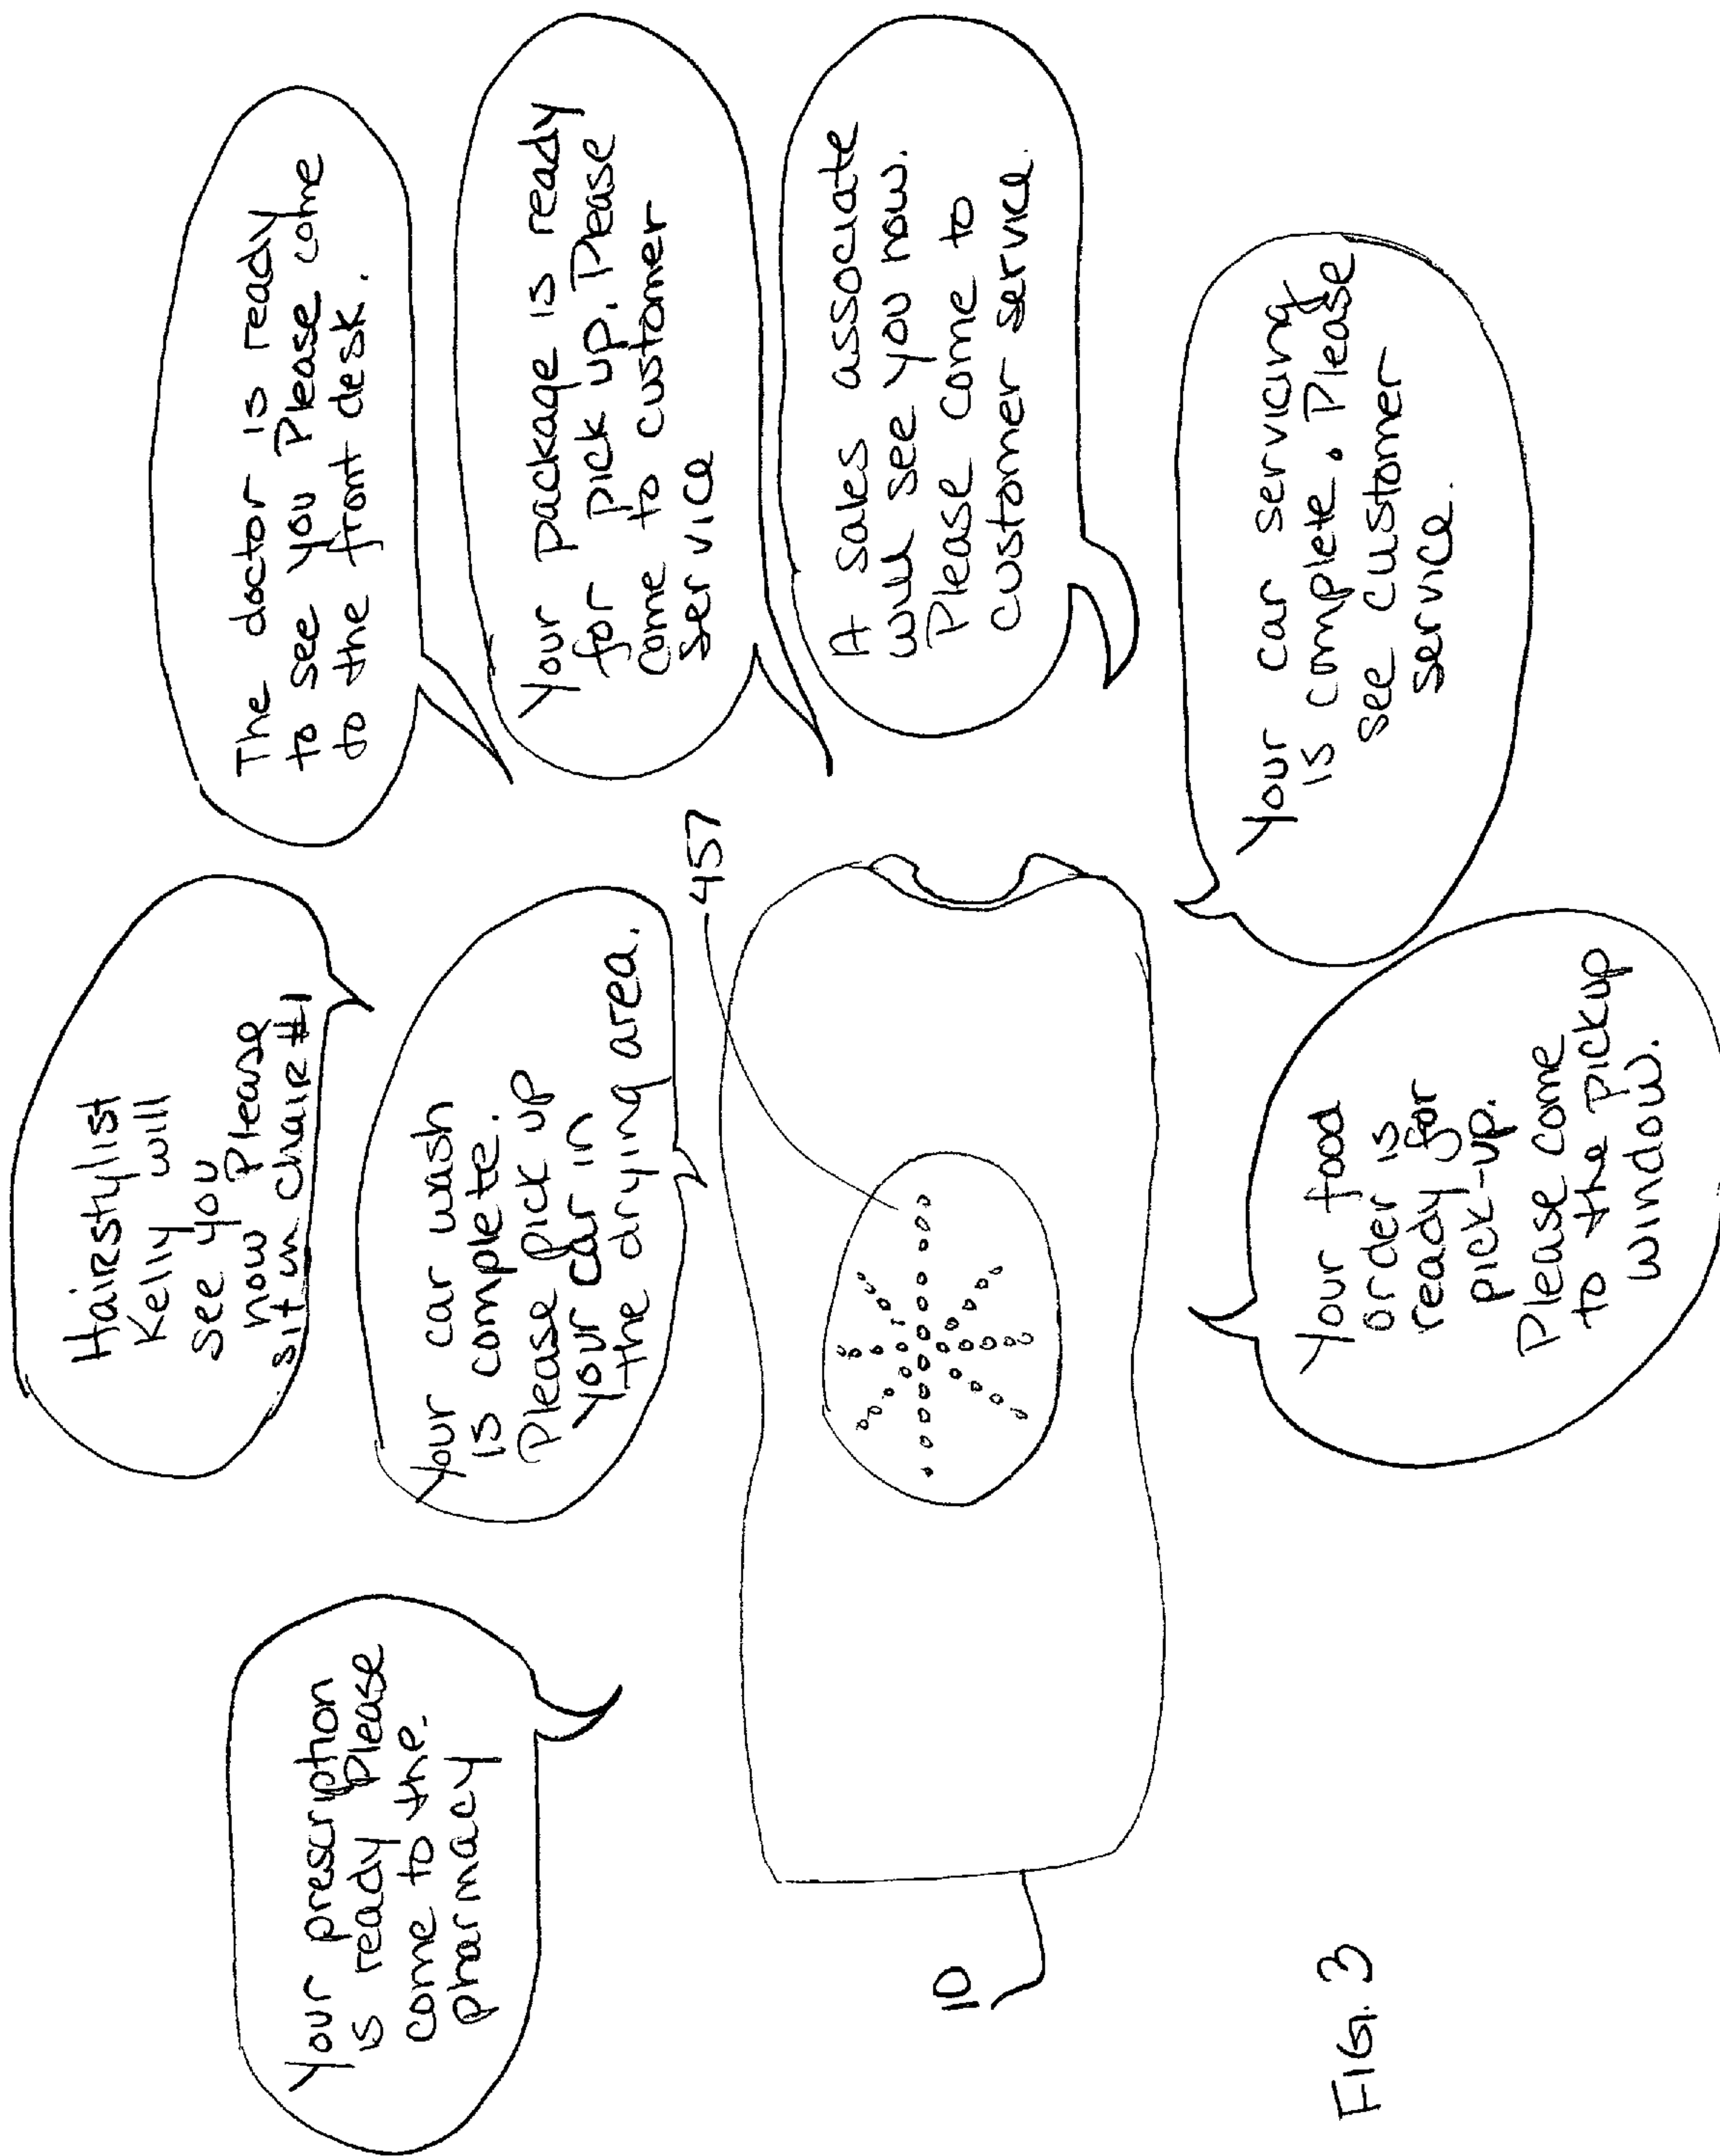 Hairstylist
Kelly will
see you
now Please
sit in chair #1
The doctor is ready
to see you Please come
to the front desk.
Your prescription
is ready Please
come to the.
pharmacy
Your car wash
is complete.
Please Pick up
Your car in
the drying area.
Your package is ready
for pick up. Please
come to customer
service
A sales associate
will see you now.
Please come to
customer service.
457
10
Your food
order is
ready for
pick-up.
Please come
to the pickup
window.
Your car servicing
is complete. Please
see customer
service.
FIG. 3